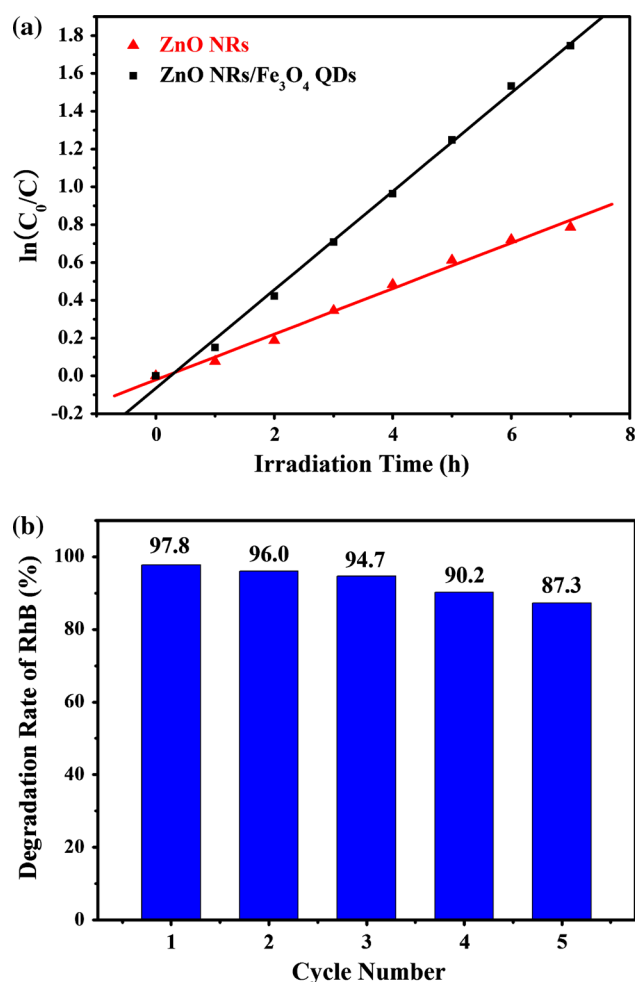 (a)
ZnO NRs
ZnO NRs/Fe₃O₄ QDs
ln(C₀/C)
1.8
1.6
1.4
1.2
1.0
0.8
0.6
0.4
0.2
0.0
-0.2
0 2 4 6 8
Irradiation Time (h)
(b)
Degradation Rate of RhB (%)
100
80
60
40
20
0
97.8 96.0 94.7 90.2 87.3
1 2 3 4 5
Cycle Number